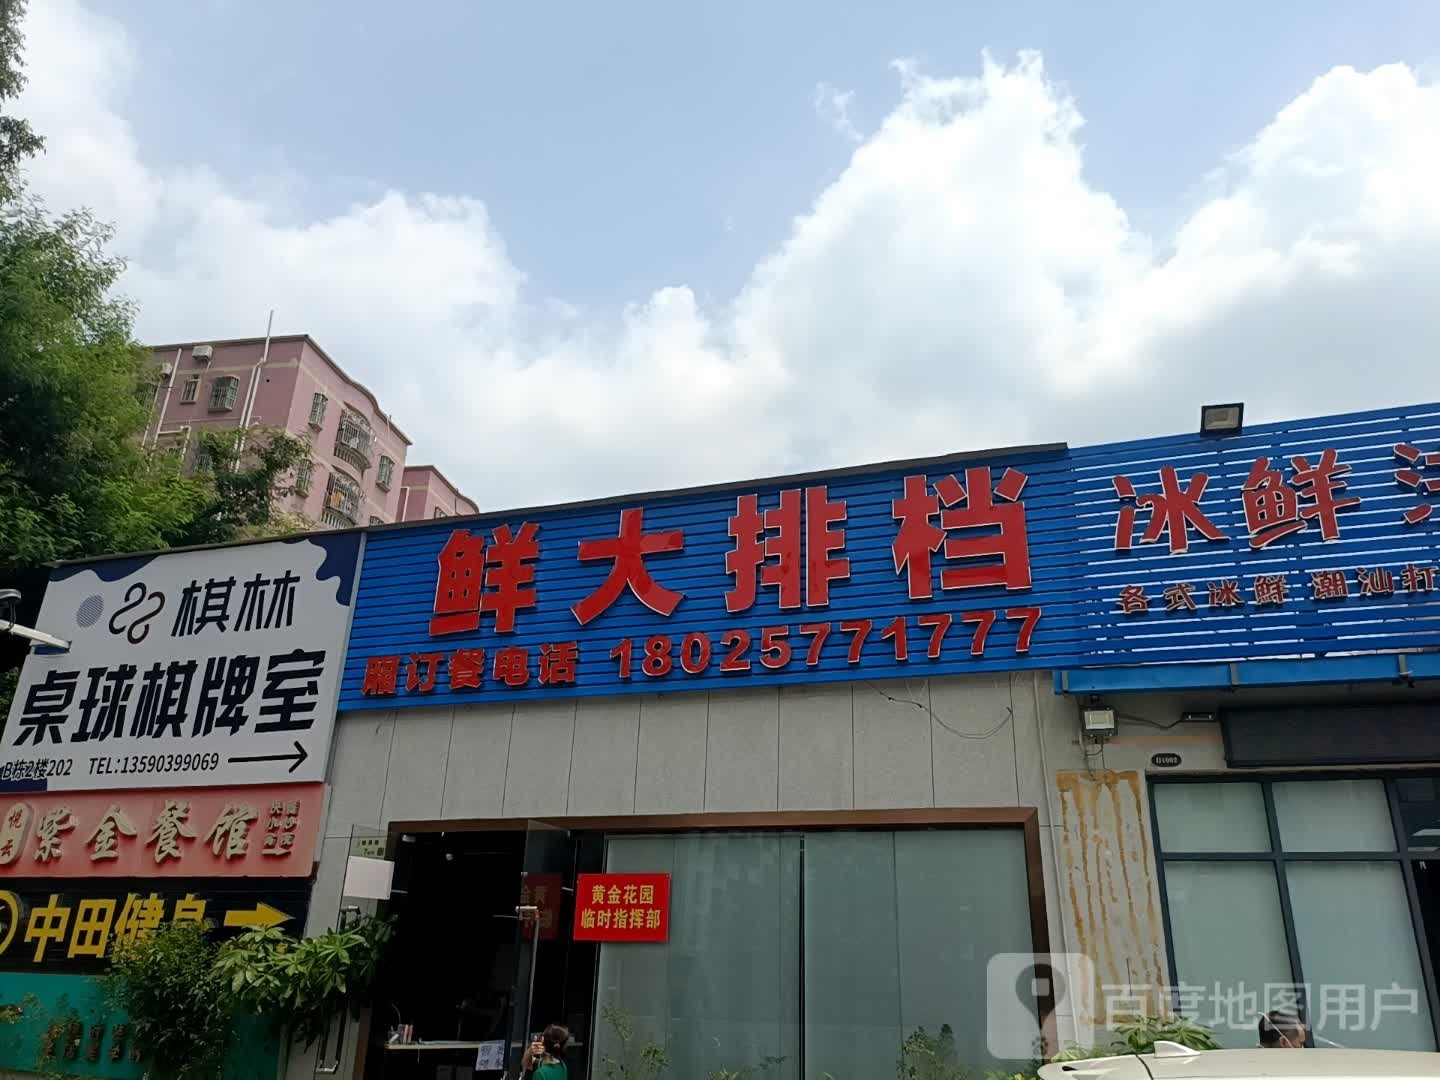 鲜大排档
厢订餐电话 18025771777
冰鲜
各式冰鲜 潮汕打
棋林
桌球棋牌室
B栋2楼202 TEL:13590399069
悦云
紫金餐馆
中田健身
黄金花园
临时指挥部
百度地图用户